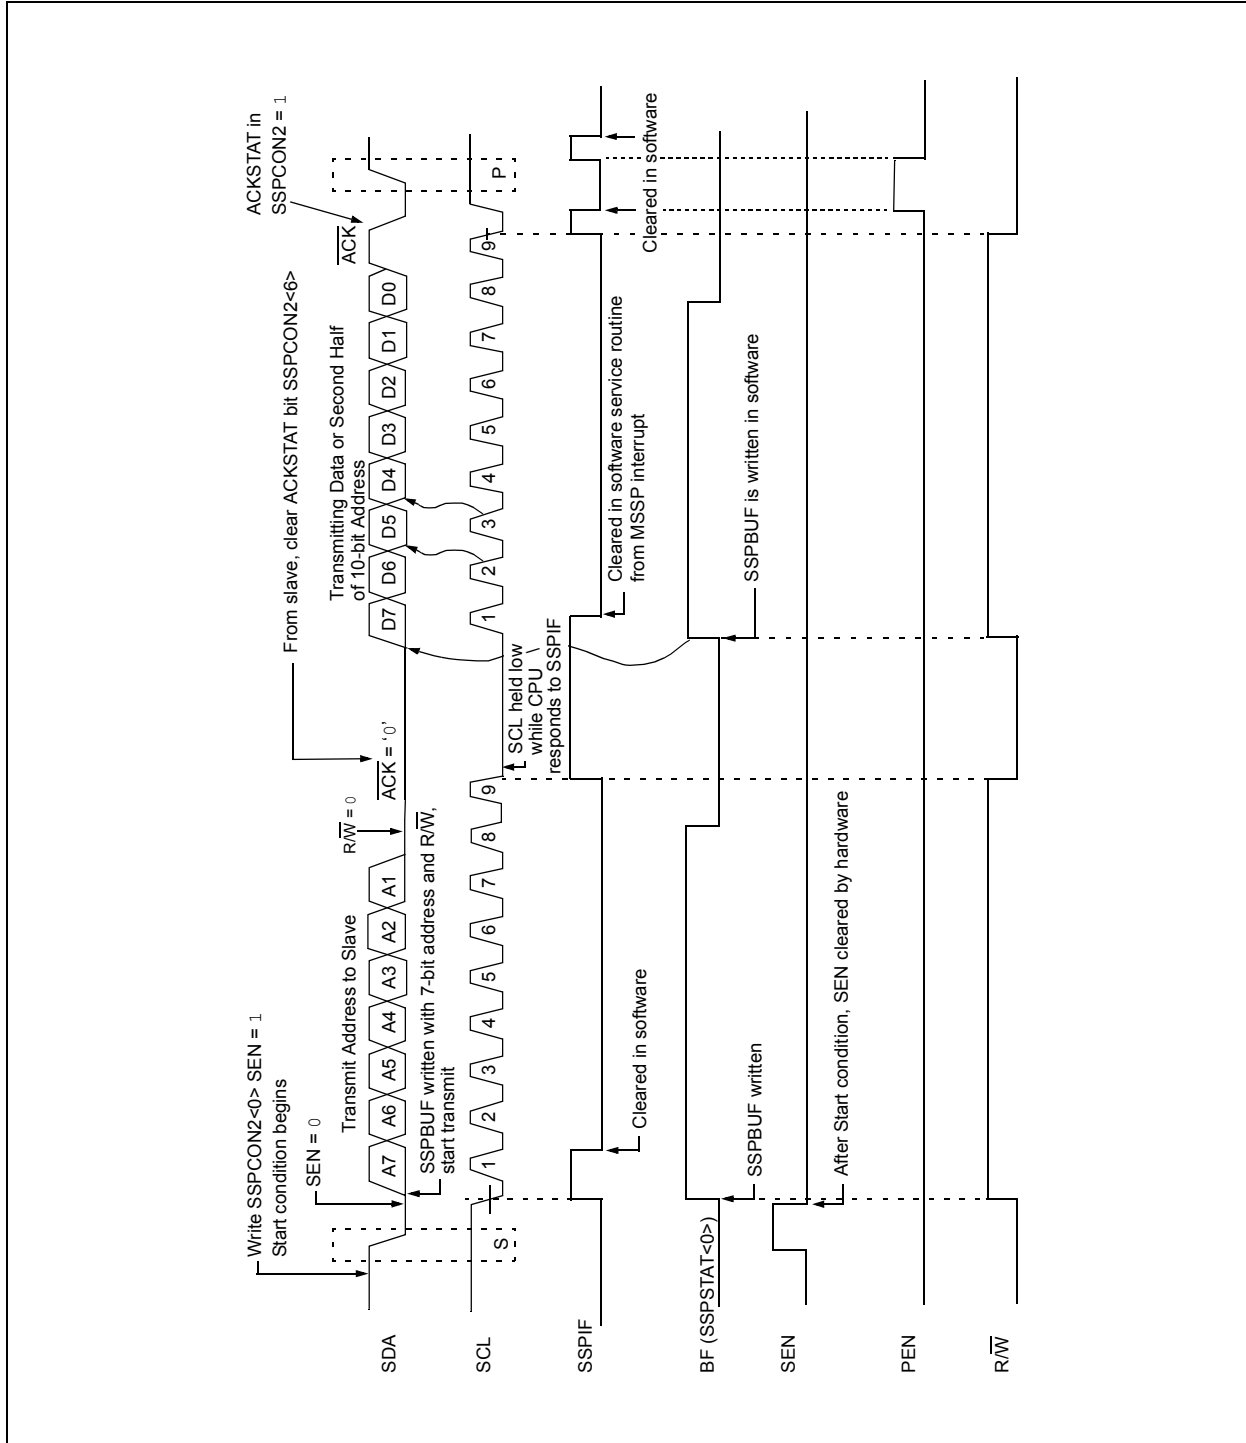 Write SSPCON2<0> SEN = 1
Start condition begins
SEN = 0
Transmit Address to Slave
From slave, clear ACKSTAT bit SSPCON2<6>
Transmitting Data or Second Half
of 10-bit Address
ACKSTAT in
SSPCON2 = 1
R/W = 0
ACK = '0'
ACK
SDA
A7 A6 A5 A4 A3 A2 A1
D7 D6 D5 D4 D3 D2 D1 D0
SSPBUF written with 7-bit address and R/W,
start transmit
SCL
S
1 2 3 4 5 6 7 8 9
1 2 3 4 5 6 7 8 9
P
SCL held low
while CPU
responds to SSPIF
SSPIF
Cleared in software
Cleared in software service routine
from MSSP interrupt
Cleared in software
Cleared in software
BF (SSPSTAT<0>)
SSPBUF written
SSPBUF is written in software
SEN
After Start condition, SEN cleared by hardware
PEN
R/W